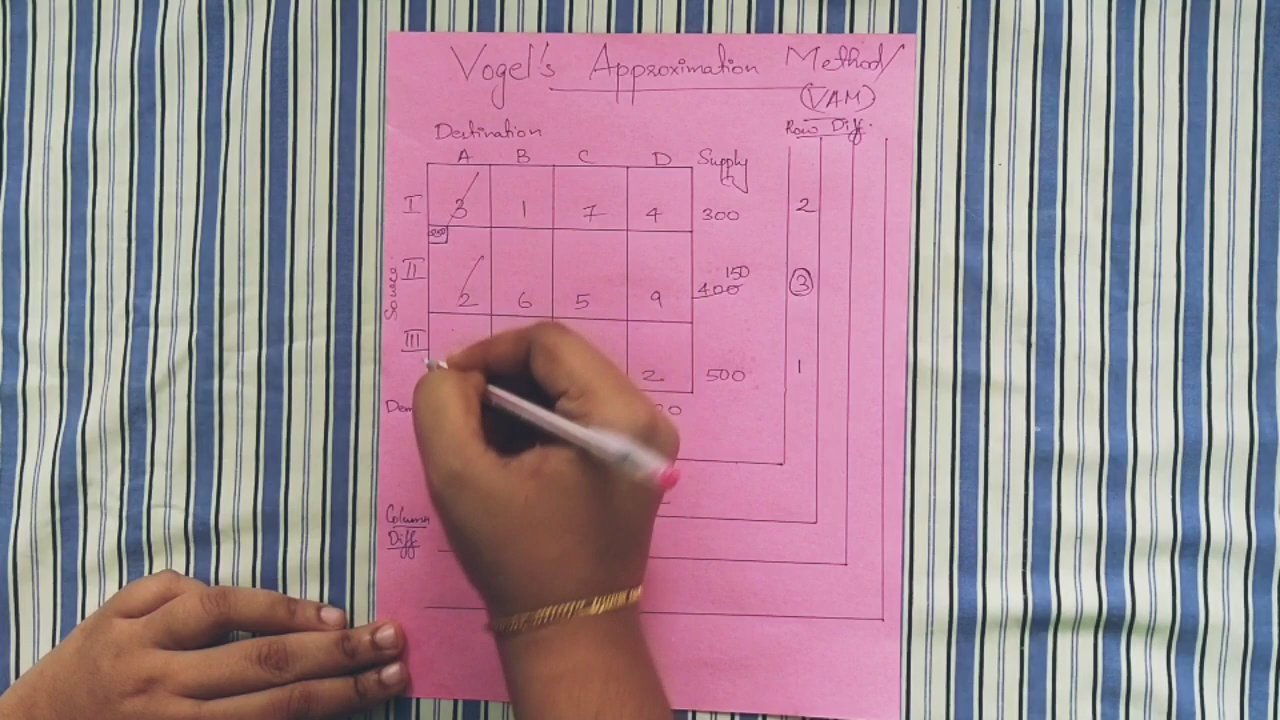 Vogel's Approximation Method
(VAM)
Destination
Row Diff.
A B C D Supply
I 3 1 7 4 300 2
Source
II 2 6 5 9 400 150 3
III 2 500 1
Column
Diff.